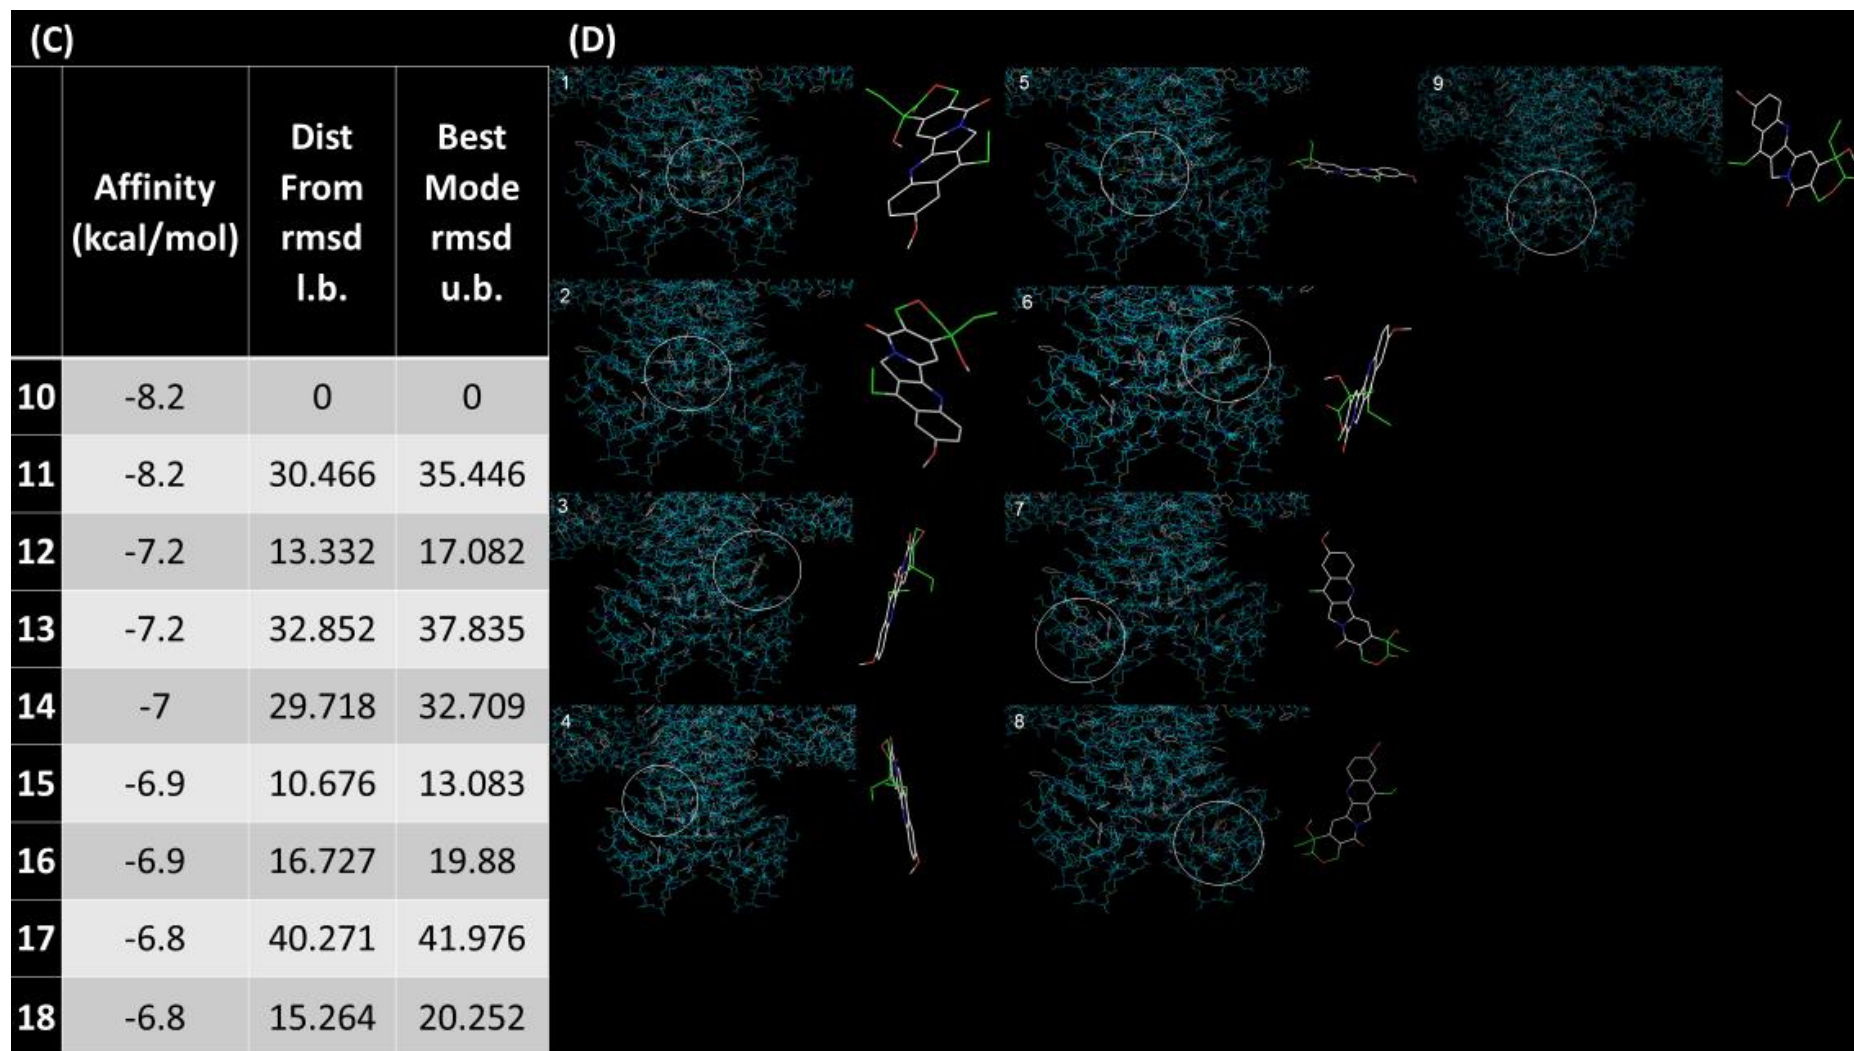 (C)
Affinity (kcal/mol) Dist From rmsd l.b. Best Mode rmsd u.b.
10 -8.2 0 0
11 -8.2 30.466 35.446
12 -7.2 13.332 17.082
13 -7.2 32.852 37.835
14 -7 29.718 32.709
15 -6.9 10.676 13.083
16 -6.9 16.727 19.88
17 -6.8 40.271 41.976
18 -6.8 15.264 20.252
(D)
1
5
9
2
6
3
7
4
8